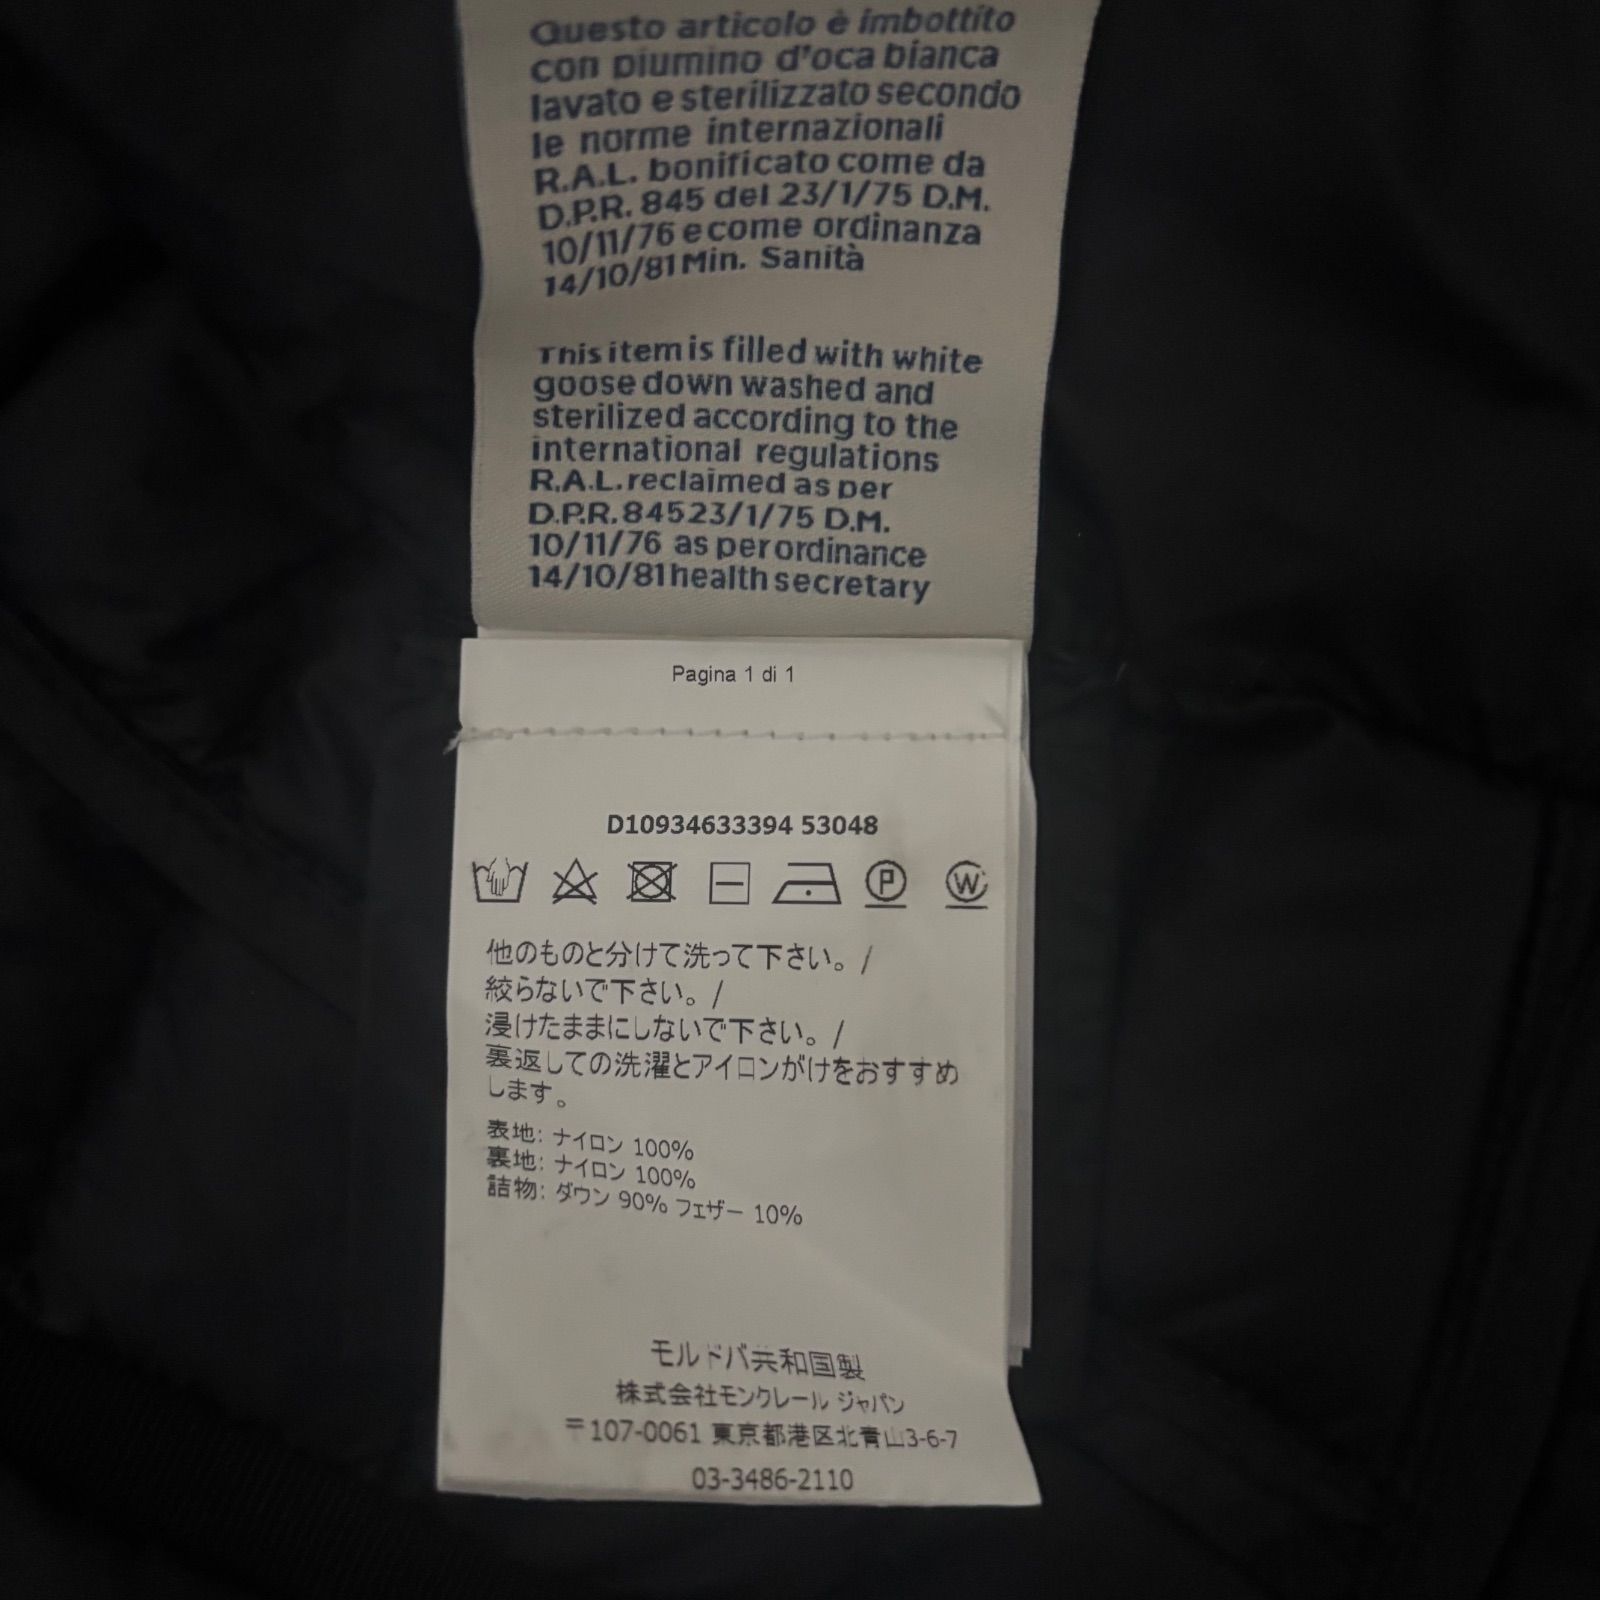 Questo articolo è imbottito
con piumino d'oca bianca
lavato e sterilizzato secondo
le norme internazionali
R.A.L. bonificato come da
D.P.R. 845 del 23/1/75 D.M.
10/11/76 e come ordinanza
14/10/81 Min. Sanità
This item is filled with white
goose down washed and
sterilized according to the
international regulations
R.A.L. reclaimed as per
D.P.R. 845 23/1/75 D.M.
10/11/76 as per ordinance
14/10/81 health secretary
Pagina 1 di 1
D10934633394 53048
P W
他のものと分けて洗って下さい。/
絞らないで下さい。/
浸けたままにしないで下さい。/
裏返しての洗濯とアイロンがけをおすすめ
します。
表地: ナイロン 100%
裏地: ナイロン 100%
詰物: ダウン 90% フェザー 10%
モルドバ共和国製
株式会社モンクレール ジャパン
〒107-0061 東京都港区北青山3-6-7
03-3486-2110